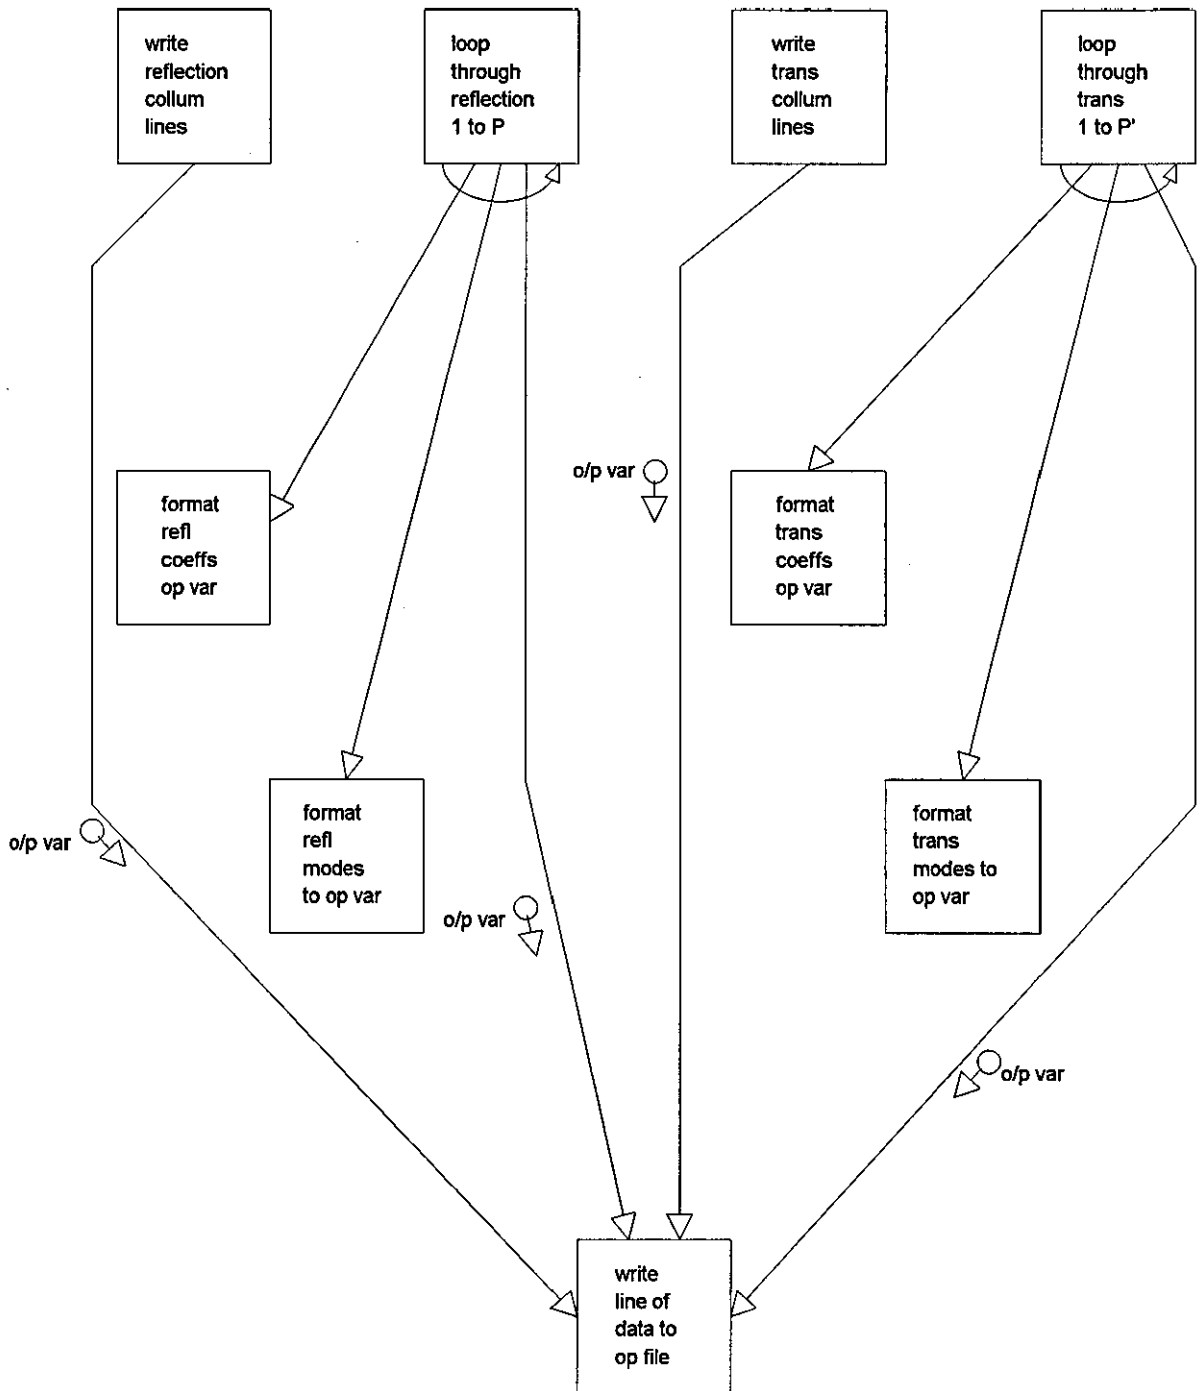 write
reflection
collum
lines
loop
through
reflection
1 to P
write
trans
collum
lines
loop
through
trans
1 to P'
o/p var
format
refl
coeffs
op var
format
trans
coeffs
op var
o/p var
format
refl
modes
to op var
o/p var
format
trans
modes to
op var
o/p var
write
line of
data to
op file